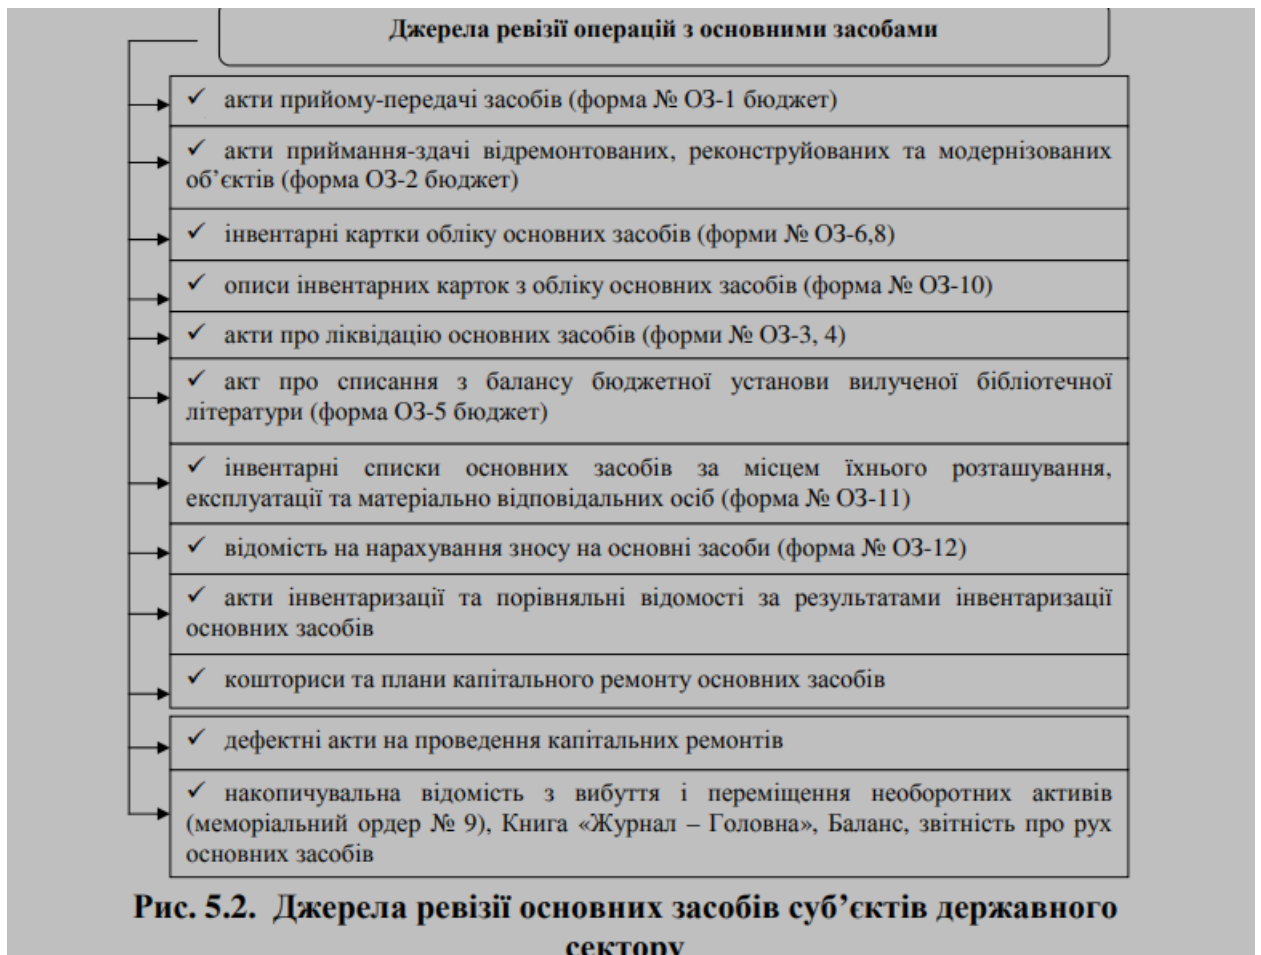 Джерела ревізії операцій з основними засобами
✓ акти прийому-передачі засобів (форма № ОЗ-1 бюджет)
✓ акти приймання-здачі відремонтованих, реконструйованих та модернізованих
об’єктів (форма ОЗ-2 бюджет)
✓ інвентарні картки обліку основних засобів (форми № ОЗ-6,8)
✓ описи інвентарних карток з обліку основних засобів (форма № ОЗ-10)
✓ акти про ліквідацію основних засобів (форми № ОЗ-3, 4)
✓ акт про списання з балансу бюджетної установи вилученої бібліотечної
літератури (форма ОЗ-5 бюджет)
✓ інвентарні списки основних засобів за місцем їхнього розташування,
експлуатації та матеріально відповідальних осіб (форма № ОЗ-11)
✓ відомість на нарахування зносу на основні засоби (форма № ОЗ-12)
✓ акти інвентаризації та порівняльні відомості за результатами інвентаризації
основних засобів
✓ кошториси та плани капітального ремонту основних засобів
✓ дефектні акти на проведення капітальних ремонтів
✓ накопичувальна відомість з вибуття і переміщення необоротних активів
(меморіальний ордер № 9), Книга «Журнал – Головна», Баланс, звітність про рух
основних засобів
Рис. 5.2. Джерела ревізії основних засобів суб’єктів державного
сектору